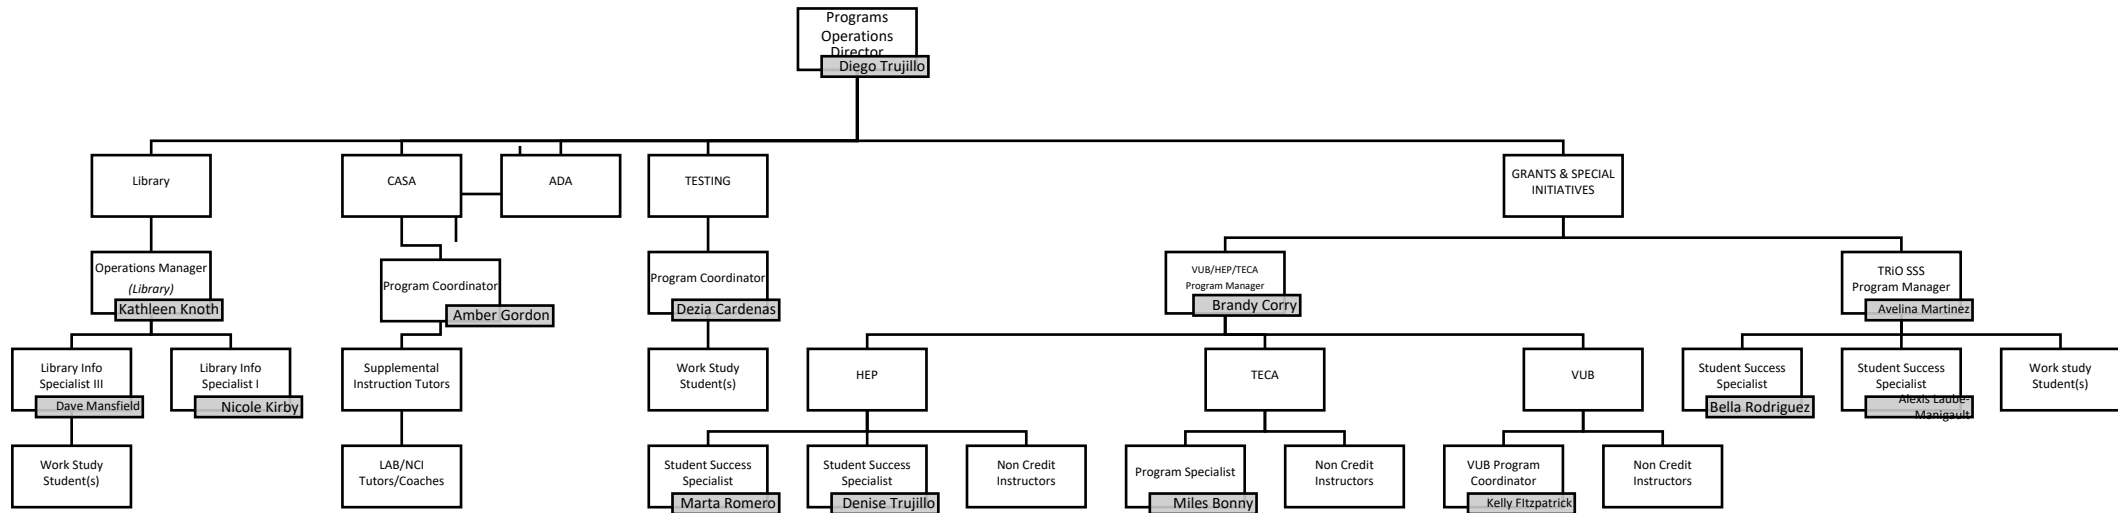 Programs
Operations
Director
Diego Trujillo
Library
CASA
ADA
TESTING
GRANTS & SPECIAL
INITIATIVES
Operations Manager
(Library)
Kathleen Knoth
Program Coordinator
Amber Gordon
Program Coordinator
Dezia Cardenas
VUB/HEP/TECA
Program Manager
Brandy Corry
TRiO SSS
Program Manager
Avelina Martinez
Library Info
Specialist III
Dave Mansfield
Library Info
Specialist I
Nicole Kirby
Supplemental
Instruction Tutors
Work Study
Student(s)
HEP
TECA
VUB
Student Success
Specialist
Bella Rodriguez
Student Success
Specialist
Alexis Laube-
Manigault
Work study
Student(s)
Work Study
Student(s)
LAB/NCI
Tutors/Coaches
Student Success
Specialist
Marta Romero
Student Success
Specialist
Denise Trujillo
Non Credit
Instructors
Program Specialist
Miles Bonny
Non Credit
Instructors
VUB Program
Coordinator
Kelly FItzpatrick
Non Credit
Instructors